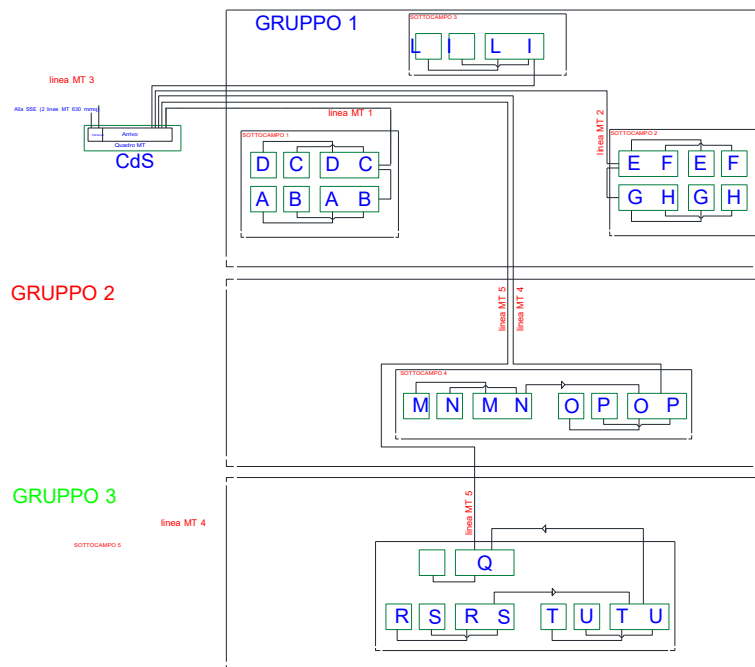 GRUPPO 1
SOTTOCAMPO 3
L I L I
linea MT 3
Alla SSE (2 linee MT 630 mmq)
Arrivo
Quadro MT
CdS
linea MT 1
linea MT 2
SOTTOCAMPO 1
D C D C
A B A B
SOTTOCAMPO 2
E F E F
G H G H
GRUPPO 2
linea MT 5
linea MT 4
SOTTOCAMPO 4
M N M N O P O P
GRUPPO 3
linea MT 4
linea MT 5
SOTTOCAMPO 5
Q
R S R S T U T U